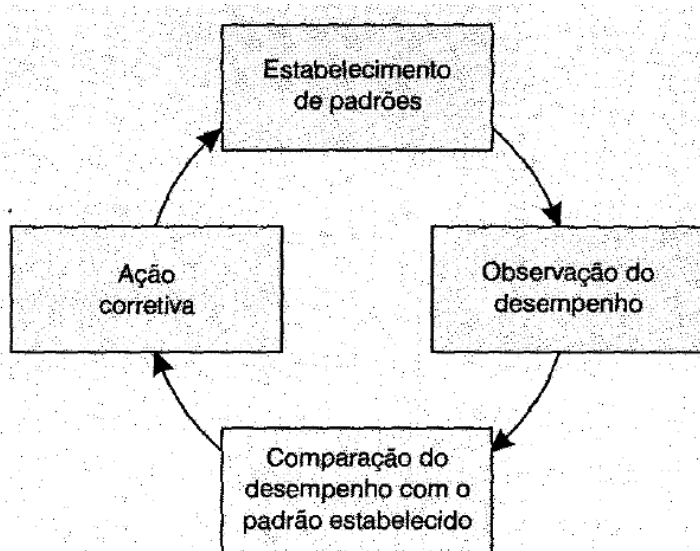 Estabelecimento
de padrões
Observação do
desempenho
Comparação do
desempenho com o
padrão estabelecido
Ação
corretiva